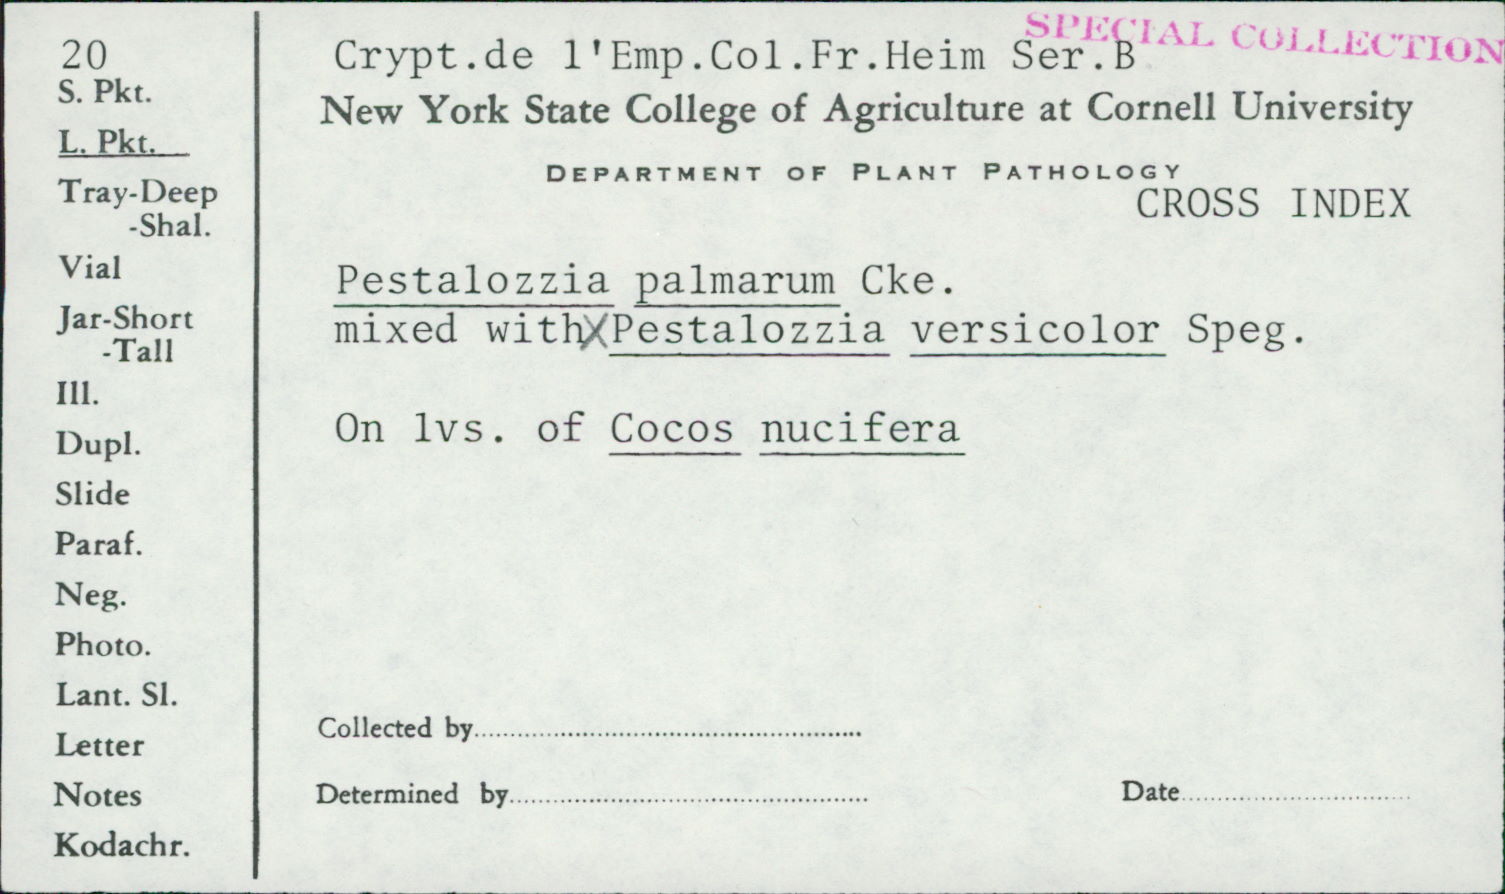 SPECIAL COLLECTION
20
S. Pkt.
L. Pkt.
Tray-Deep
-Shal.
Vial
Jar-Short
-Tall
Ill.
Dupl.
Slide
Paraf.
Neg.
Photo.
Lant. Sl.
Letter
Notes
Kodachr.
Crypt.de l'Emp.Col.Fr.Heim Ser.B
New York State College of Agriculture at Cornell University
DEPARTMENT OF PLANT PATHOLOGY
CROSS INDEX
Pestalozzia palmarum Cke.
mixed with X Pestalozzia versicolor Speg.
On lvs. of Cocos nucifera
Collected by
Determined by
Date